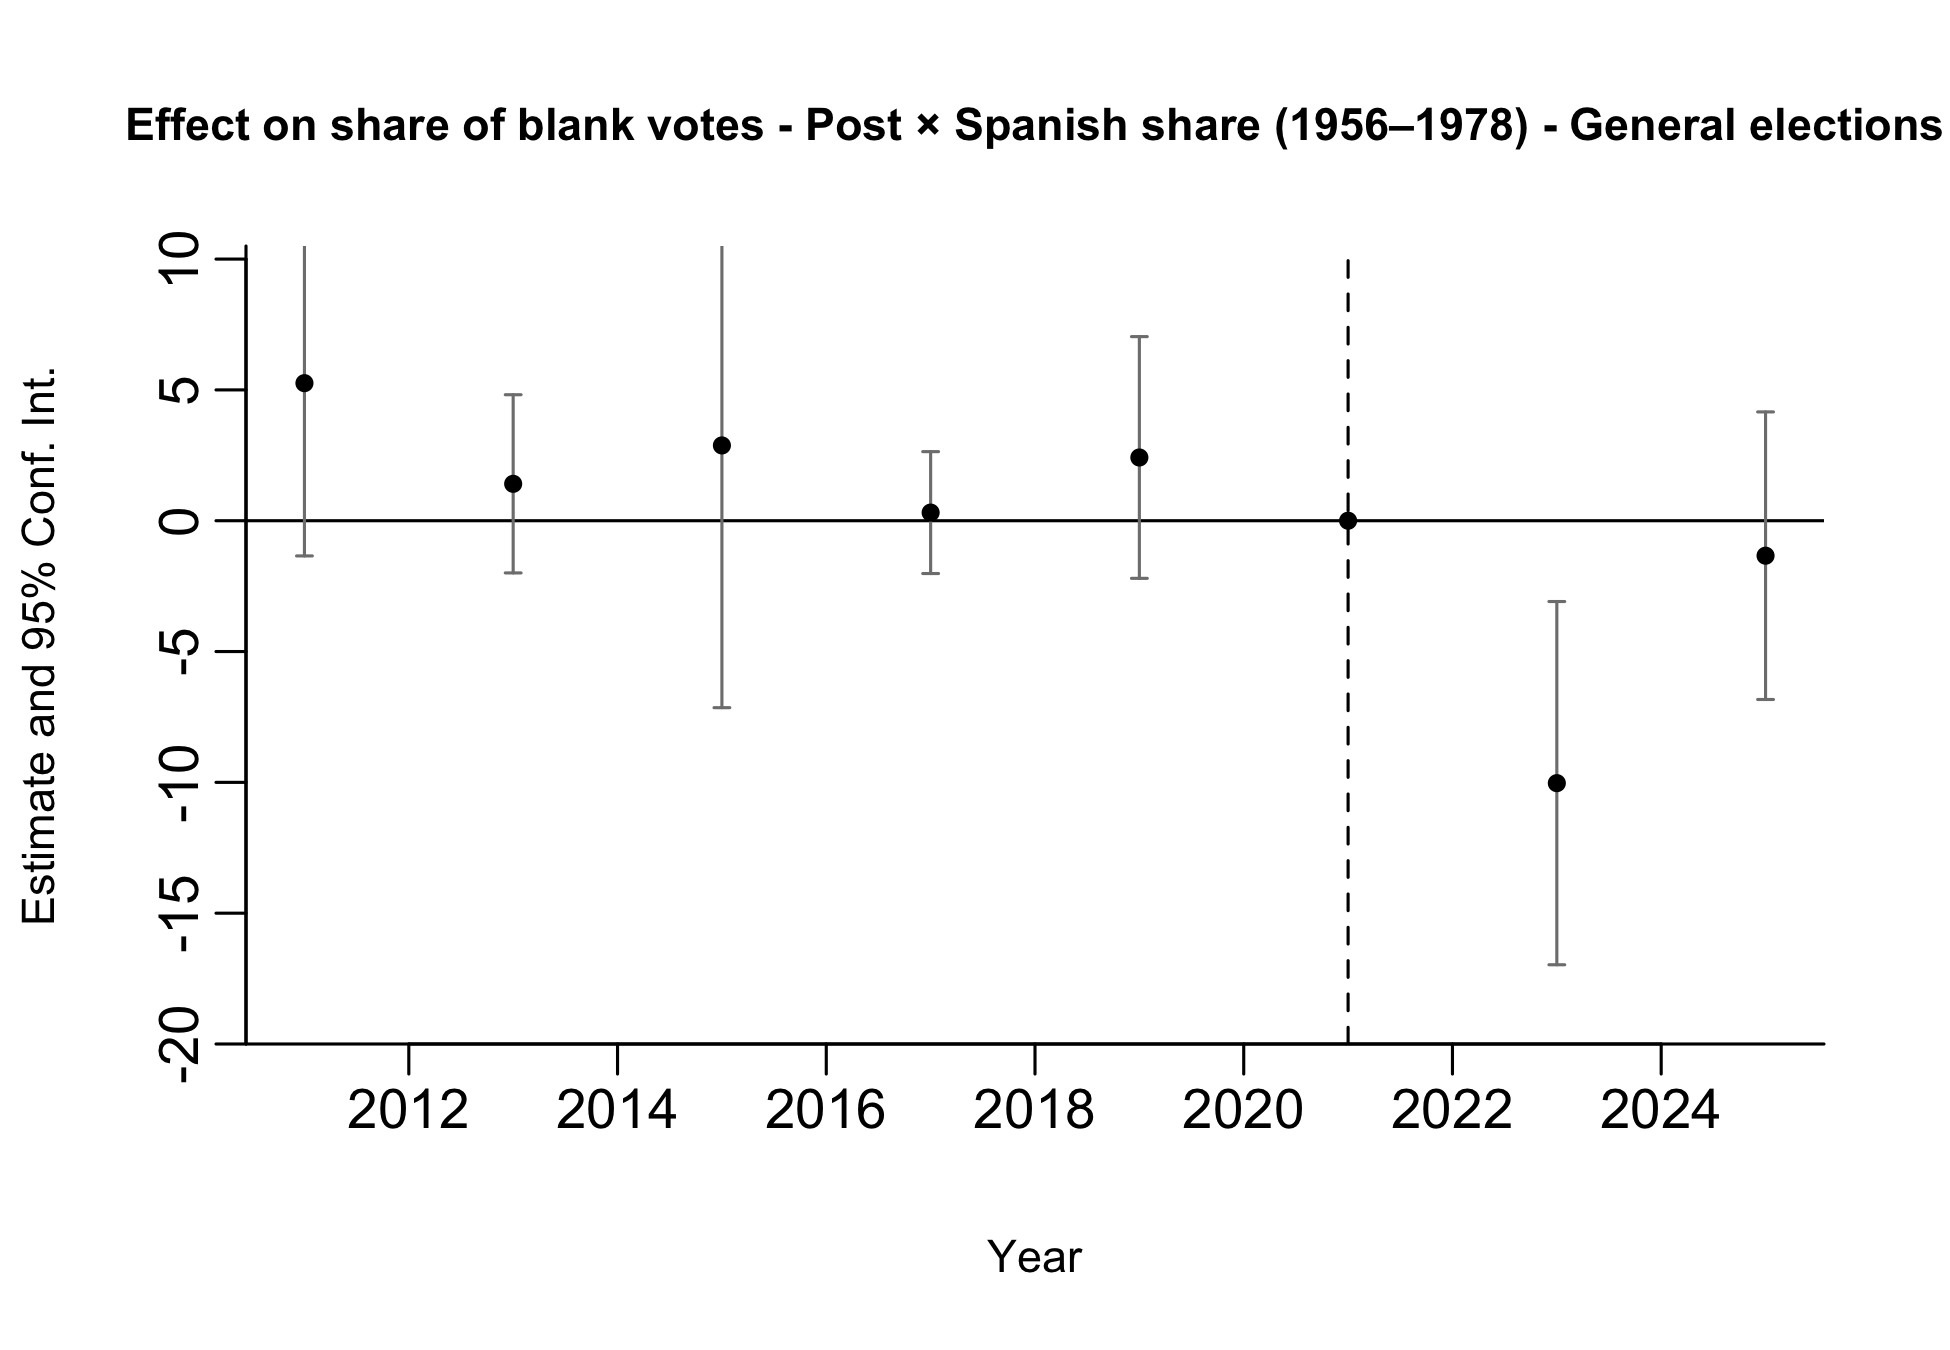 Effect on share of blank votes - Post × Spanish share (1956–1978) - General elections
Estimate and 95% Conf. Int.
10
5
0
-5
-10
-15
-20
2012 2014 2016 2018 2020 2022 2024
Year